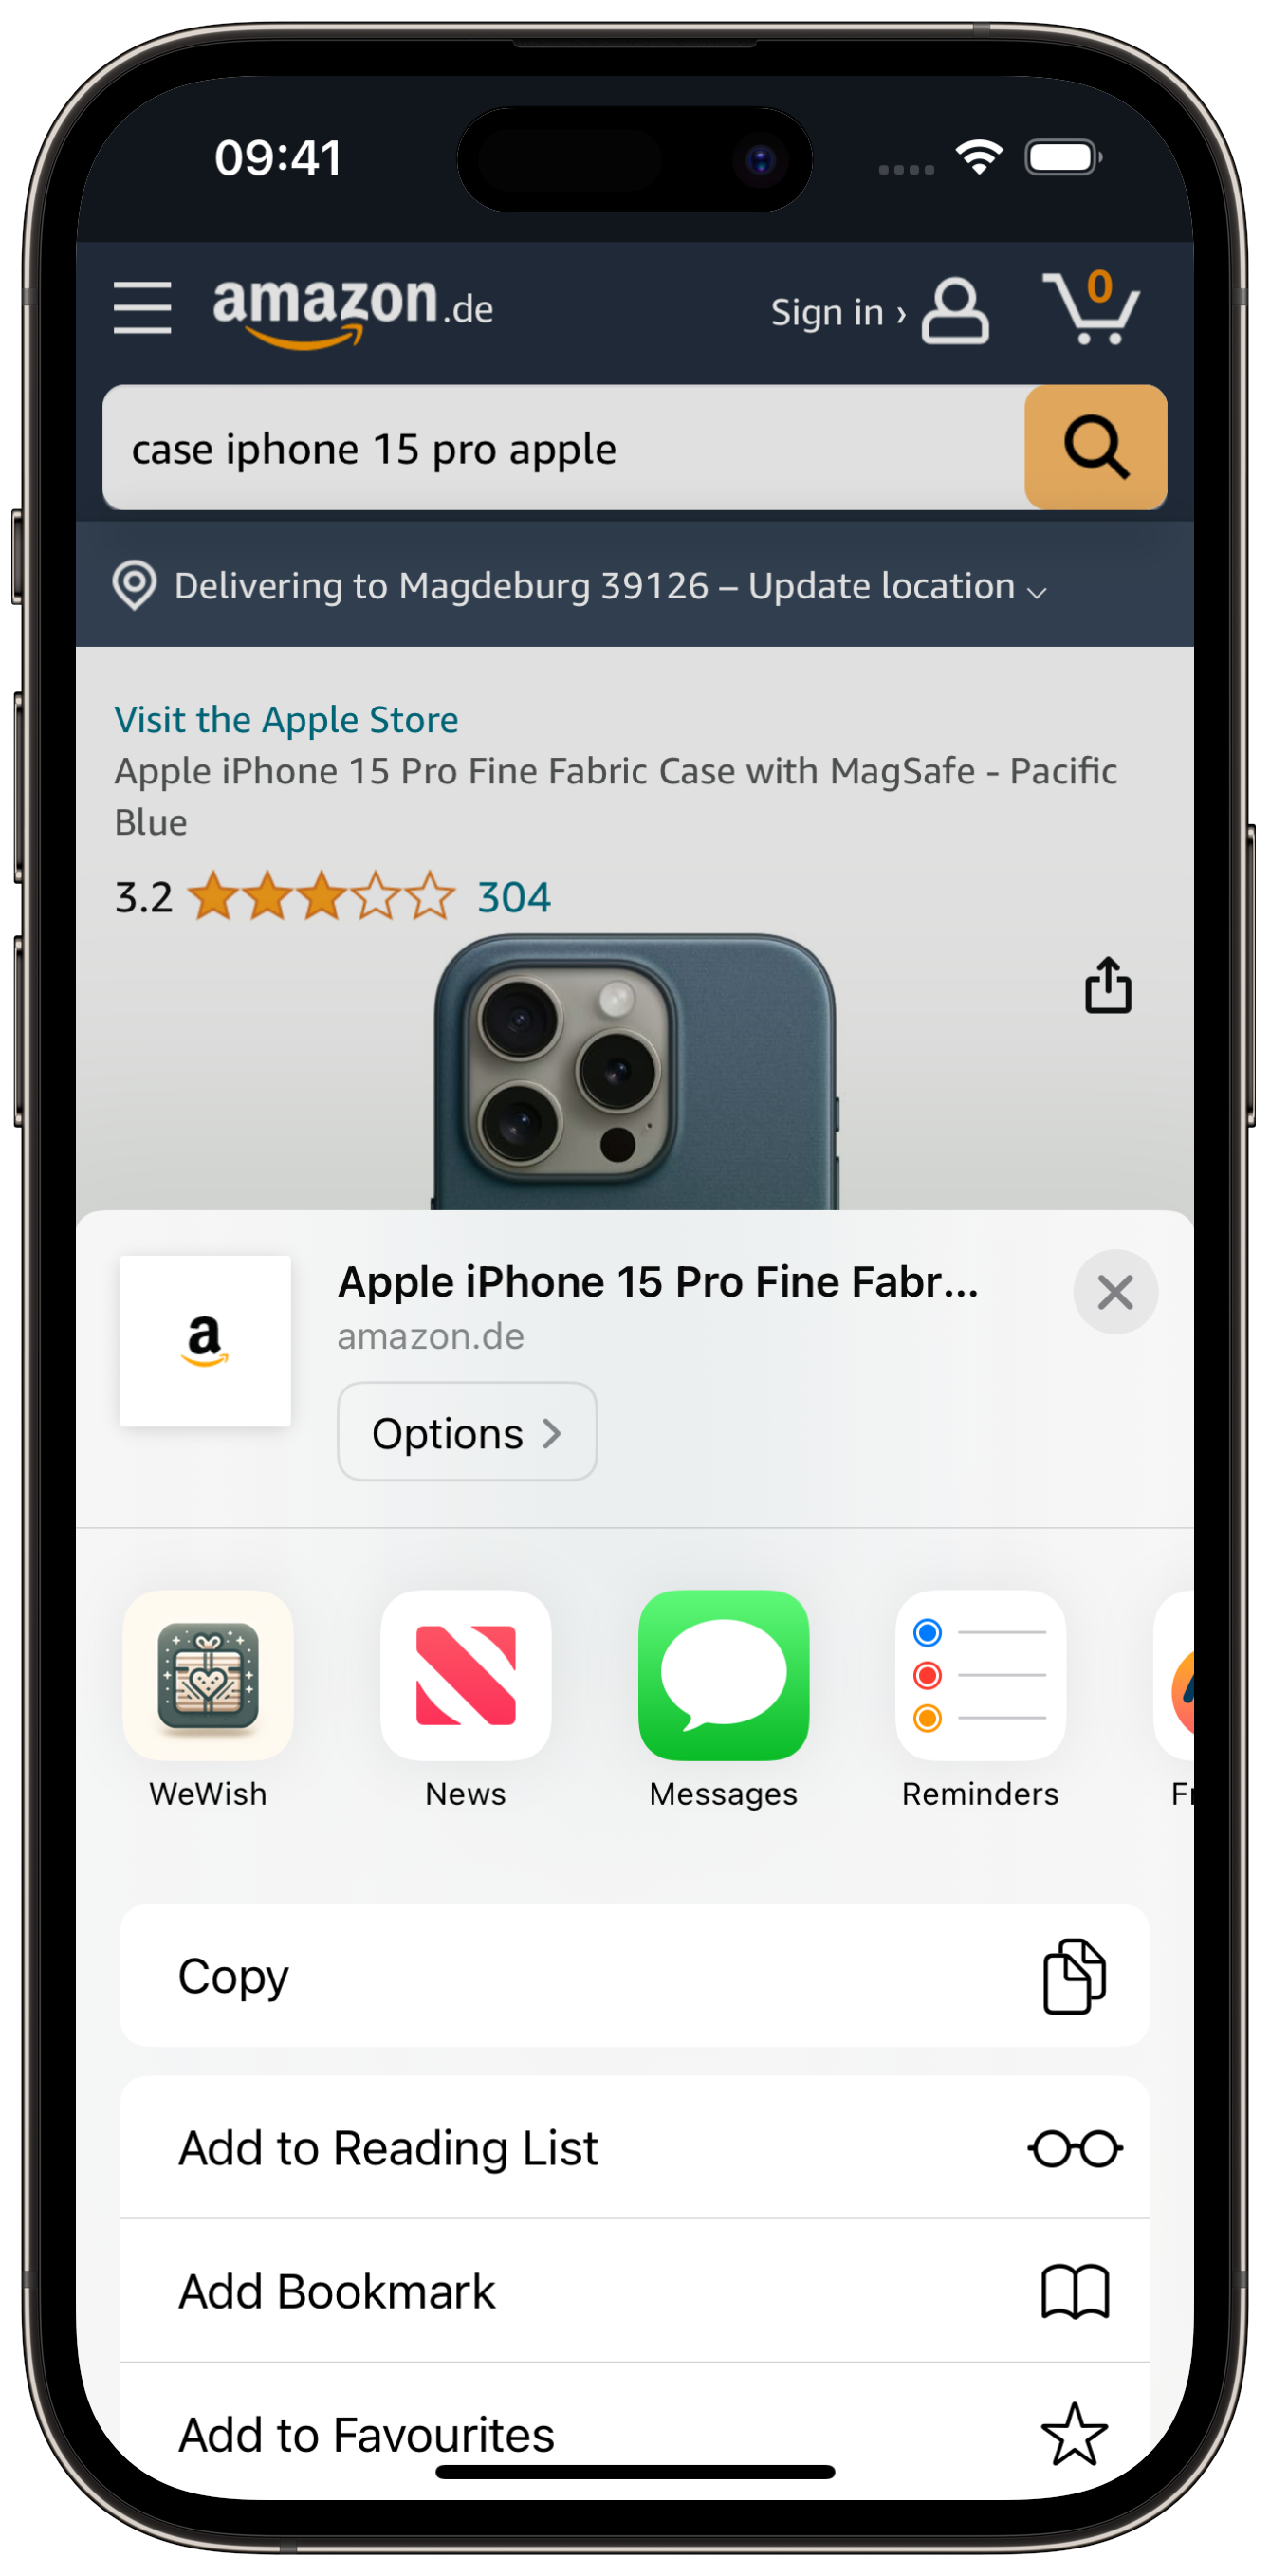 09:41
amazon.de
Sign in ›
0
case iphone 15 pro apple
Delivering to Magdeburg 39126 – Update location
Visit the Apple Store
Apple iPhone 15 Pro Fine Fabric Case with MagSafe - Pacific
Blue
3.2 304
a
Apple iPhone 15 Pro Fine Fabr...
amazon.de
Options
WeWish
News
Messages
Reminders
Copy
Add to Reading List
Add Bookmark
Add to Favourites